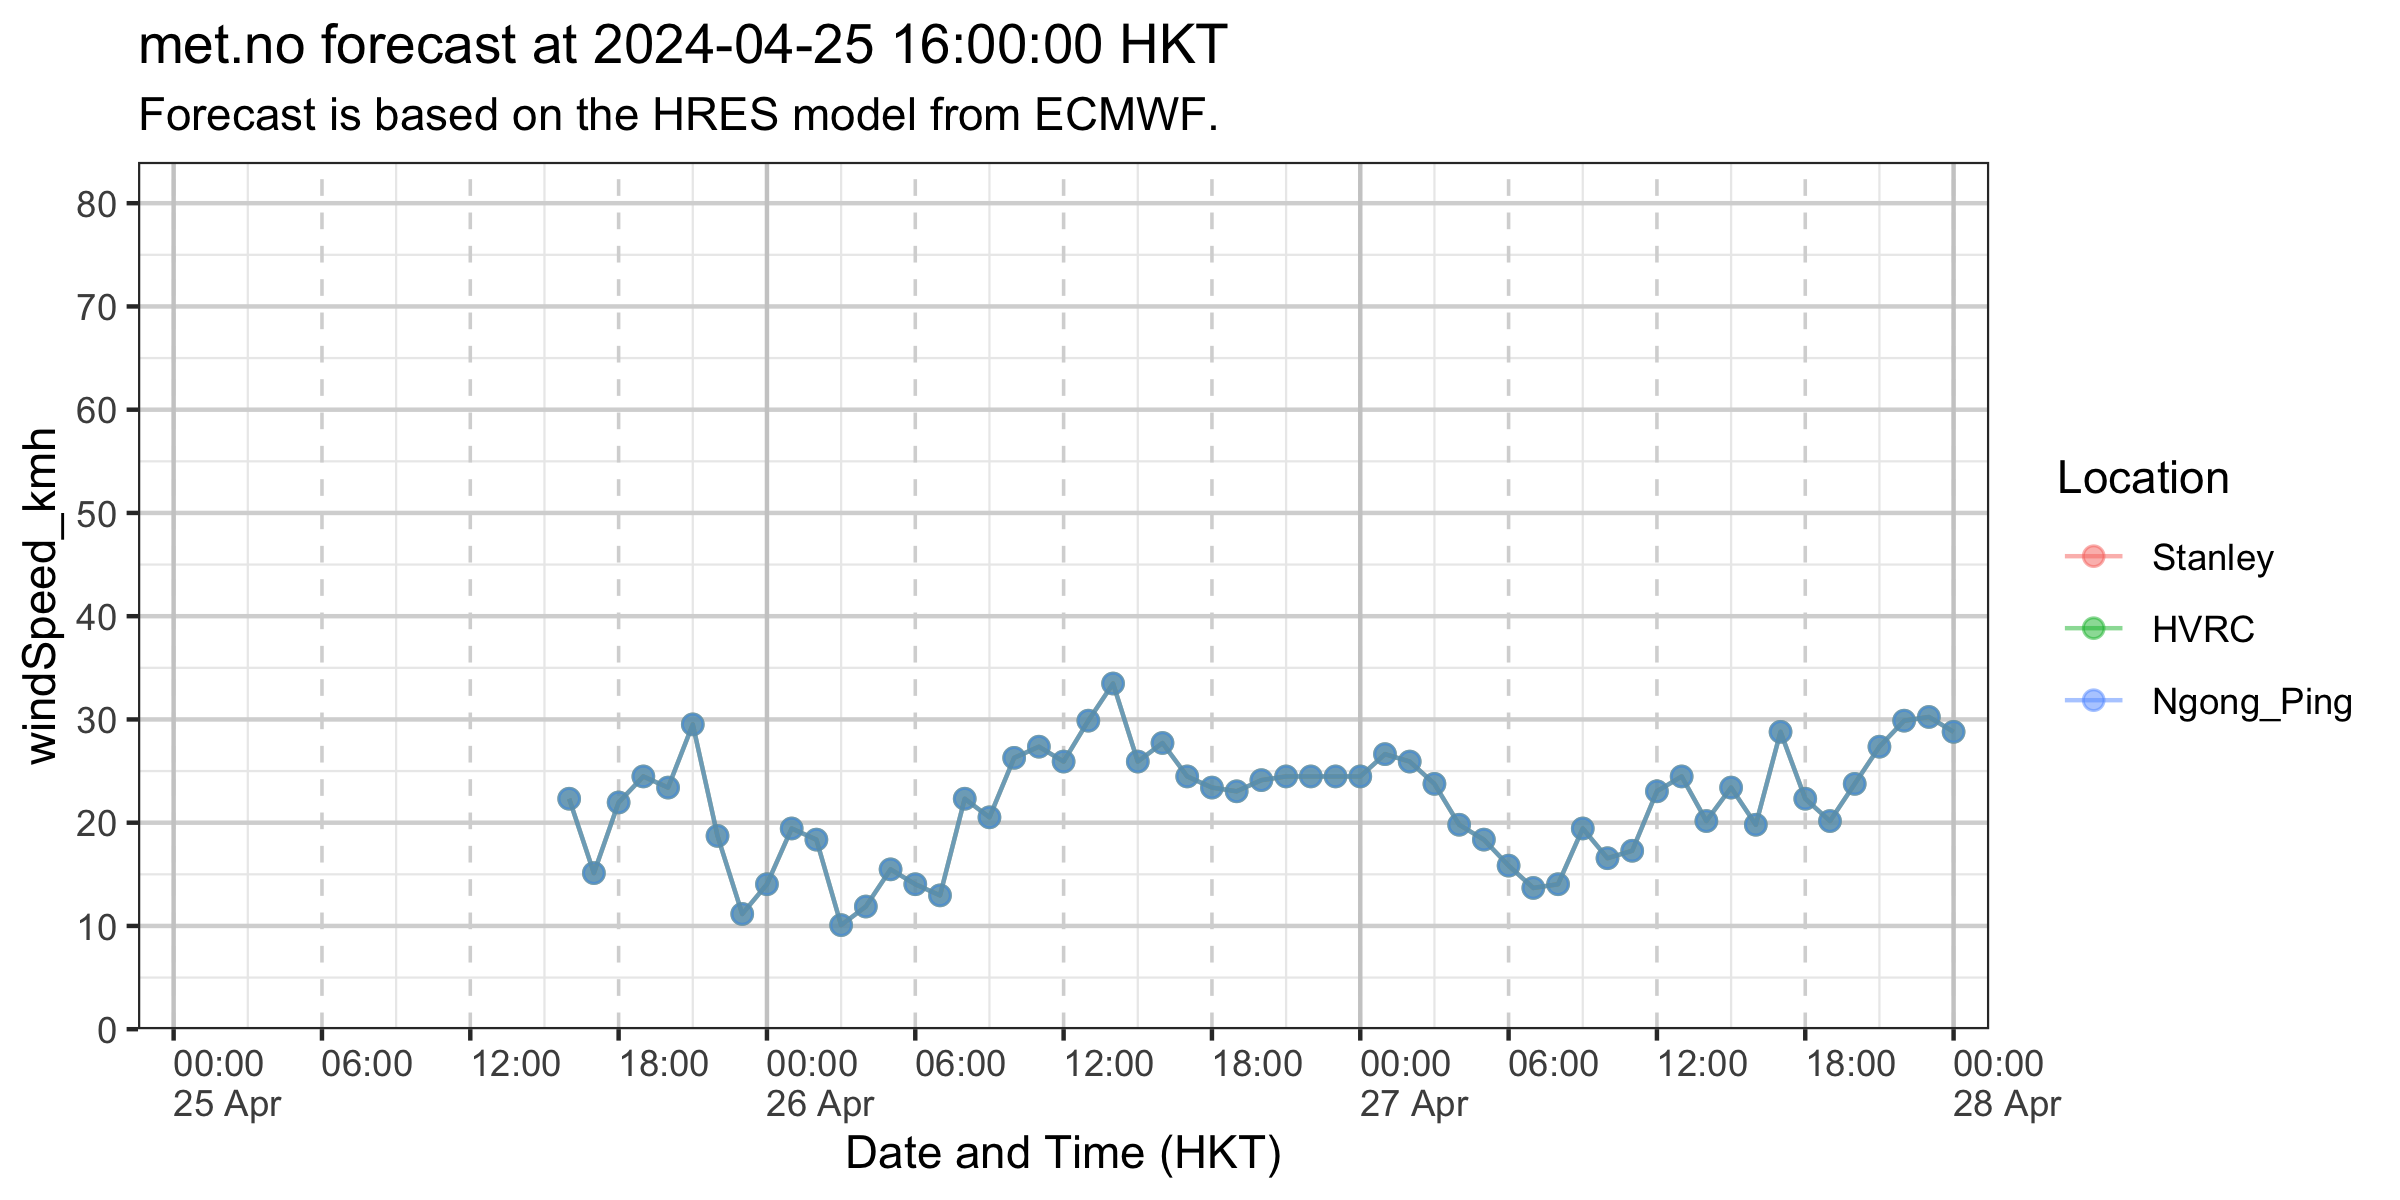 met.no forecast at 2024-04-25 16:00:00 HKT
Forecast is based on the HRES model from ECMWF.
windSpeed_kmh
80
70
60
50
40
30
20
10
0
00:00 06:00 12:00 18:00 00:00 06:00 12:00 18:00 00:00 06:00 12:00 18:00 00:00
25 Apr 26 Apr 27 Apr 28 Apr
Date and Time (HKT)
Location
Stanley
HVRC
Ngong_Ping